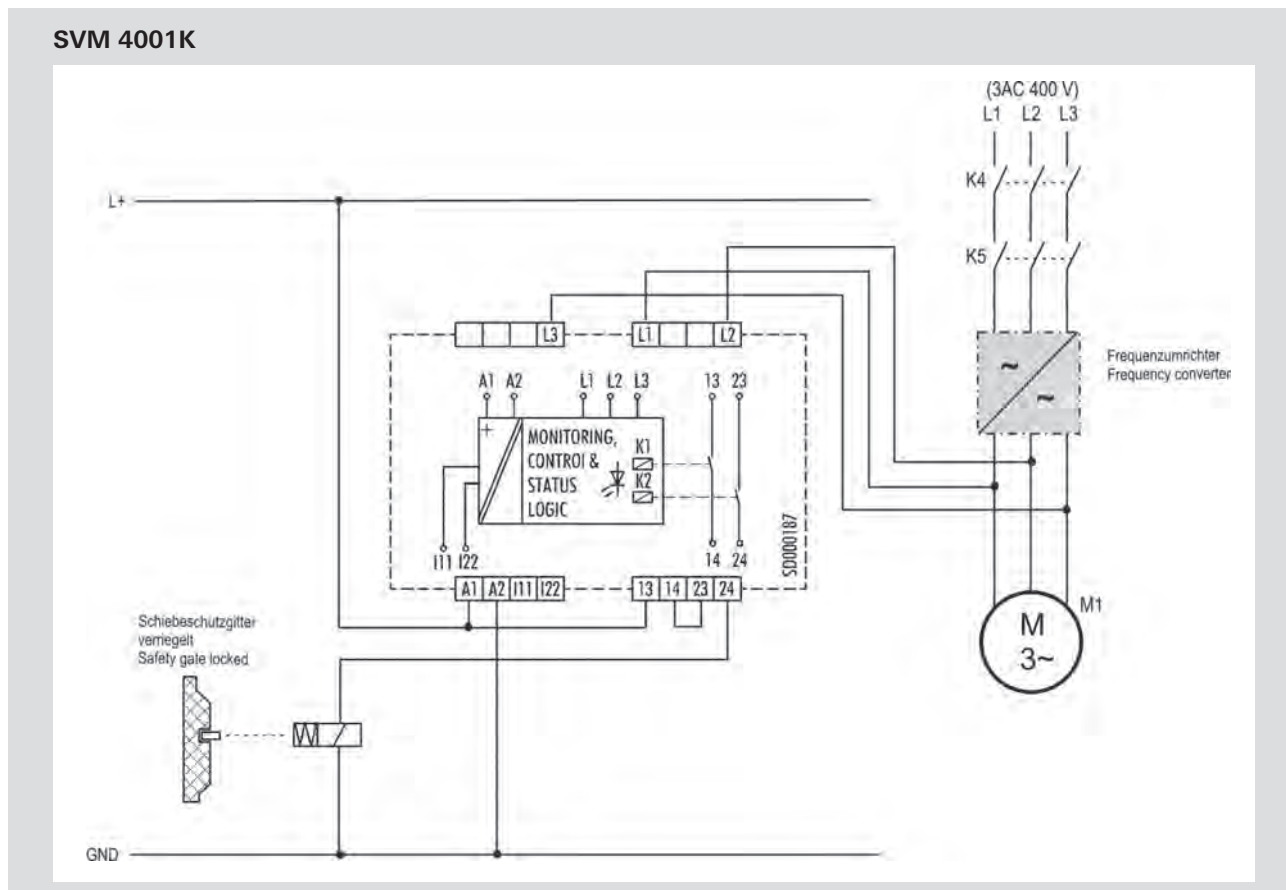 SVM 4001K
(3AC 400 V)
L1 L2 L3
K4
L+
K5
L3 L1 L2
Frequenzumrichter
Frequency converter
A1 A2 L1 L2 L3 13 23
+
MONITORING,
CONTROL &
STATUS
LOGIC
K1
K2
~
~
SD000187
I11 I22 14 24
A1 A2 I11 I22 13 14 23 24
M1
M
3~
Schiebeschutzgitter
verriegelt
Safety gate locked
GND